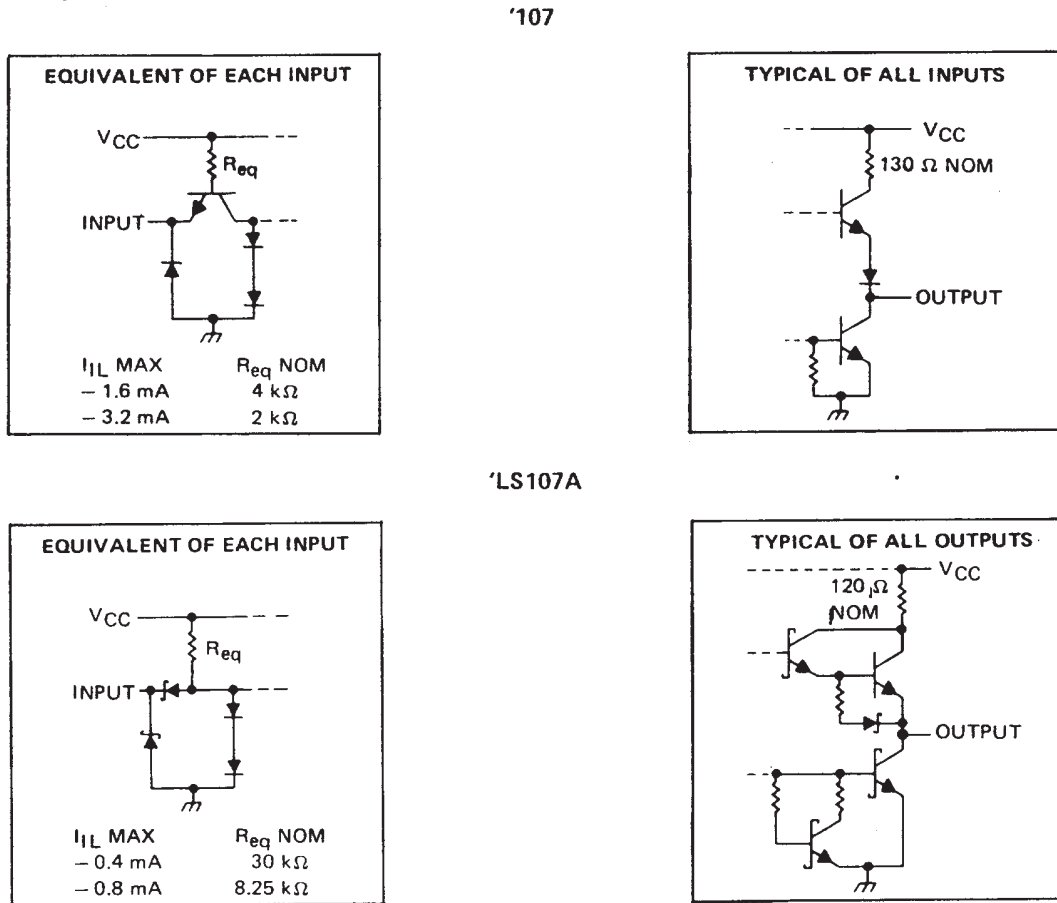 '107
EQUIVALENT OF EACH INPUT
VCC
Req
INPUT
IIL MAX Req NOM
– 1.6 mA 4 kΩ
– 3.2 mA 2 kΩ
TYPICAL OF ALL INPUTS
VCC
130 Ω NOM
OUTPUT
'LS107A
EQUIVALENT OF EACH INPUT
VCC
Req
INPUT
IIL MAX Req NOM
– 0.4 mA 30 kΩ
– 0.8 mA 8.25 kΩ
TYPICAL OF ALL OUTPUTS
VCC
120 Ω
NOM
OUTPUT